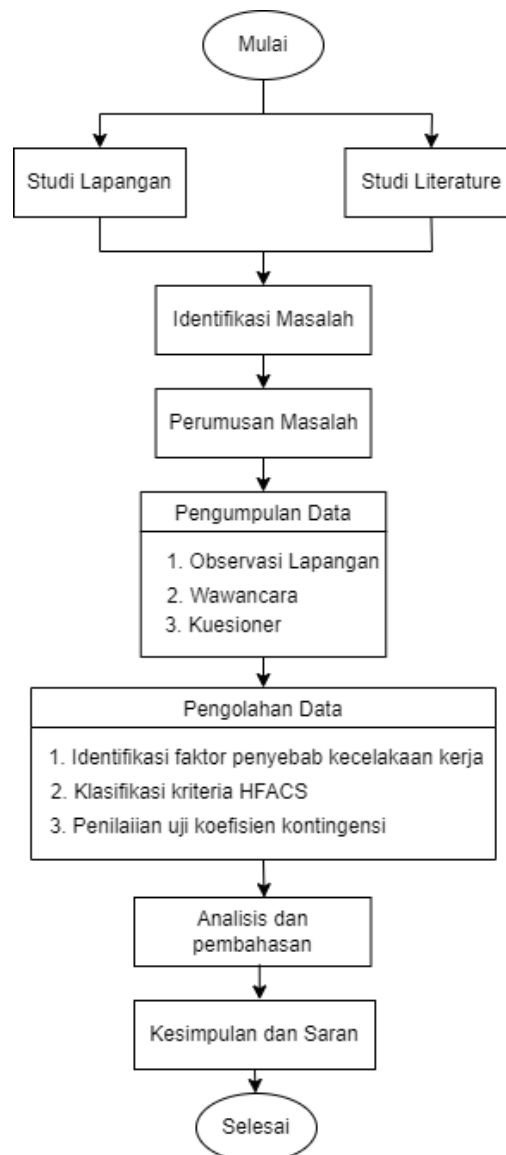 Mulai
Studi Lapangan
Studi Literature
Identifikasi Masalah
Perumusan Masalah
Pengumpulan Data
1. Observasi Lapangan
2. Wawancara
3. Kuesioner
Pengolahan Data
1. Identifikasi faktor penyebab kecelakaan kerja
2. Klasifikasi kriteria HFACS
3. Penilaiian uji koefisien kontingensi
Analisis dan
pembahasan
Kesimpulan dan Saran
Selesai